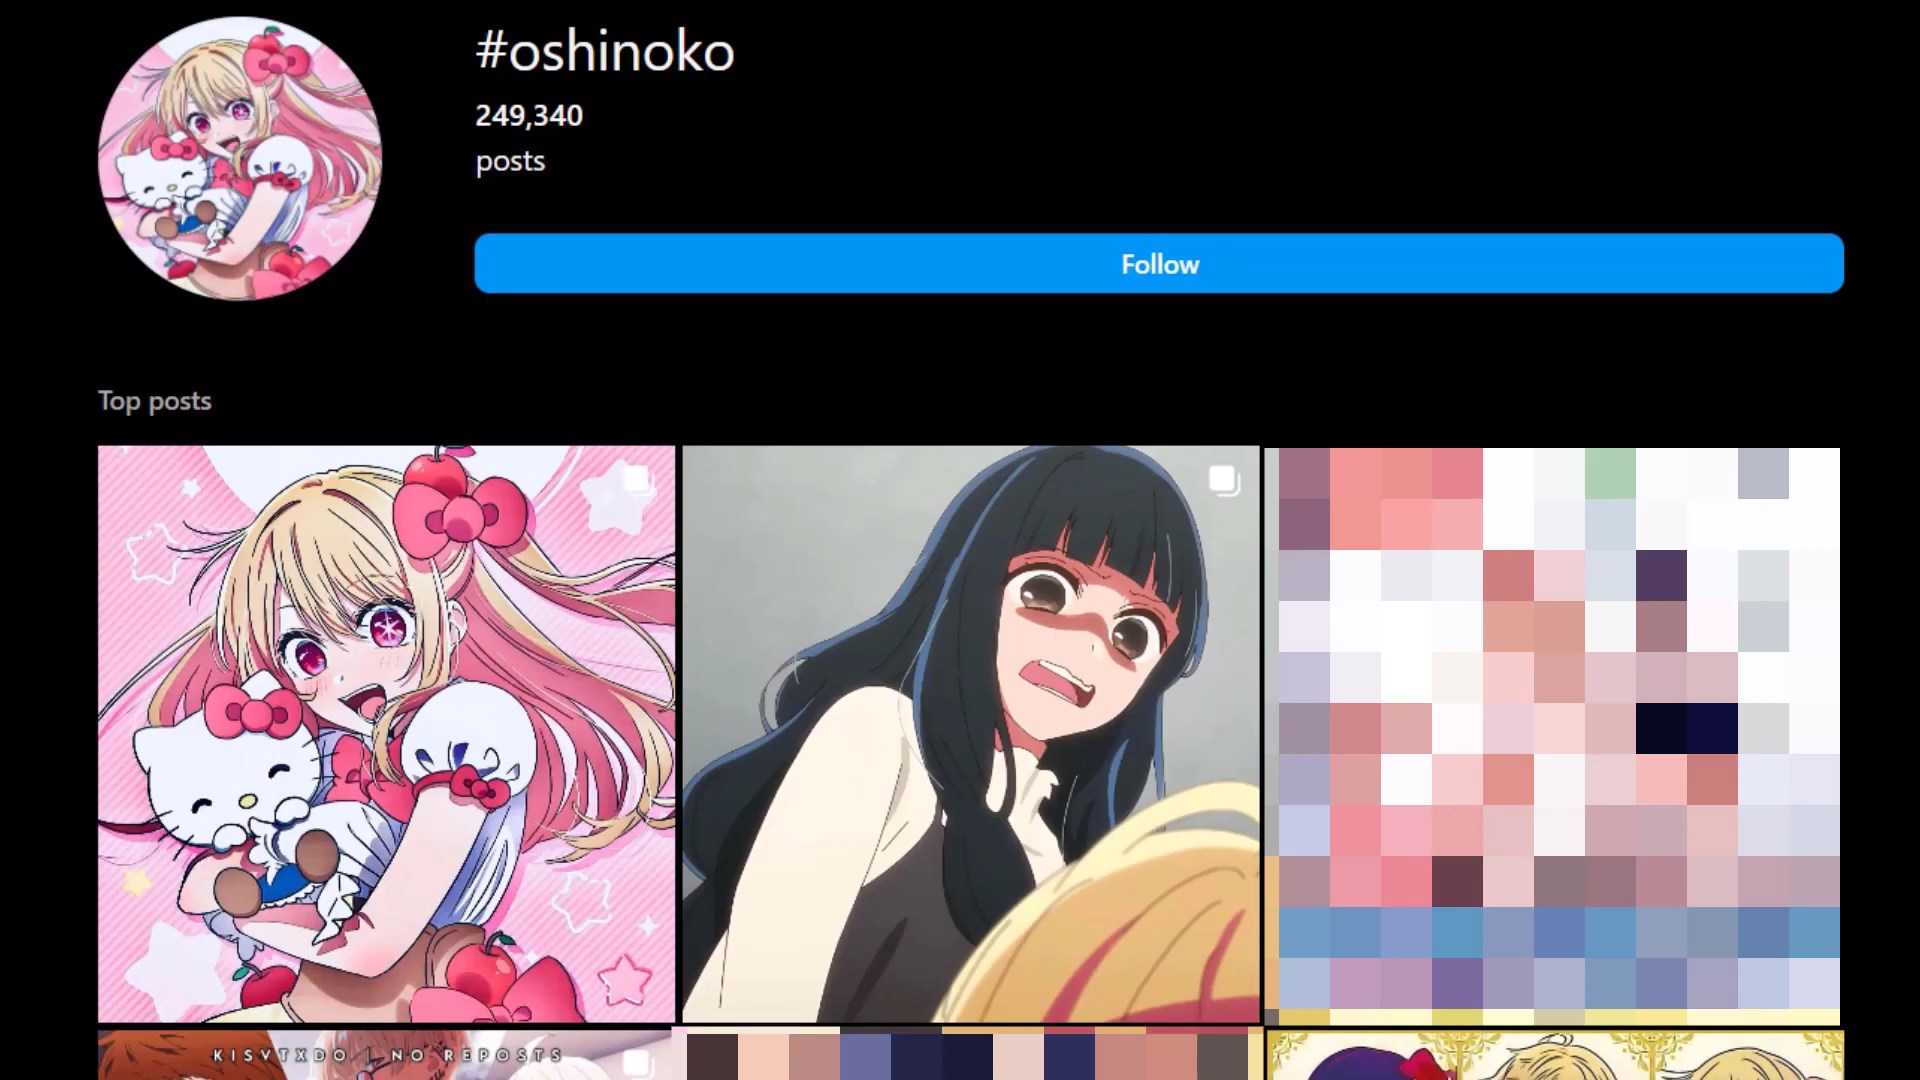 #oshinoko
249,340
posts
Follow
Top posts
KISVTXDO | NO REPOSTS